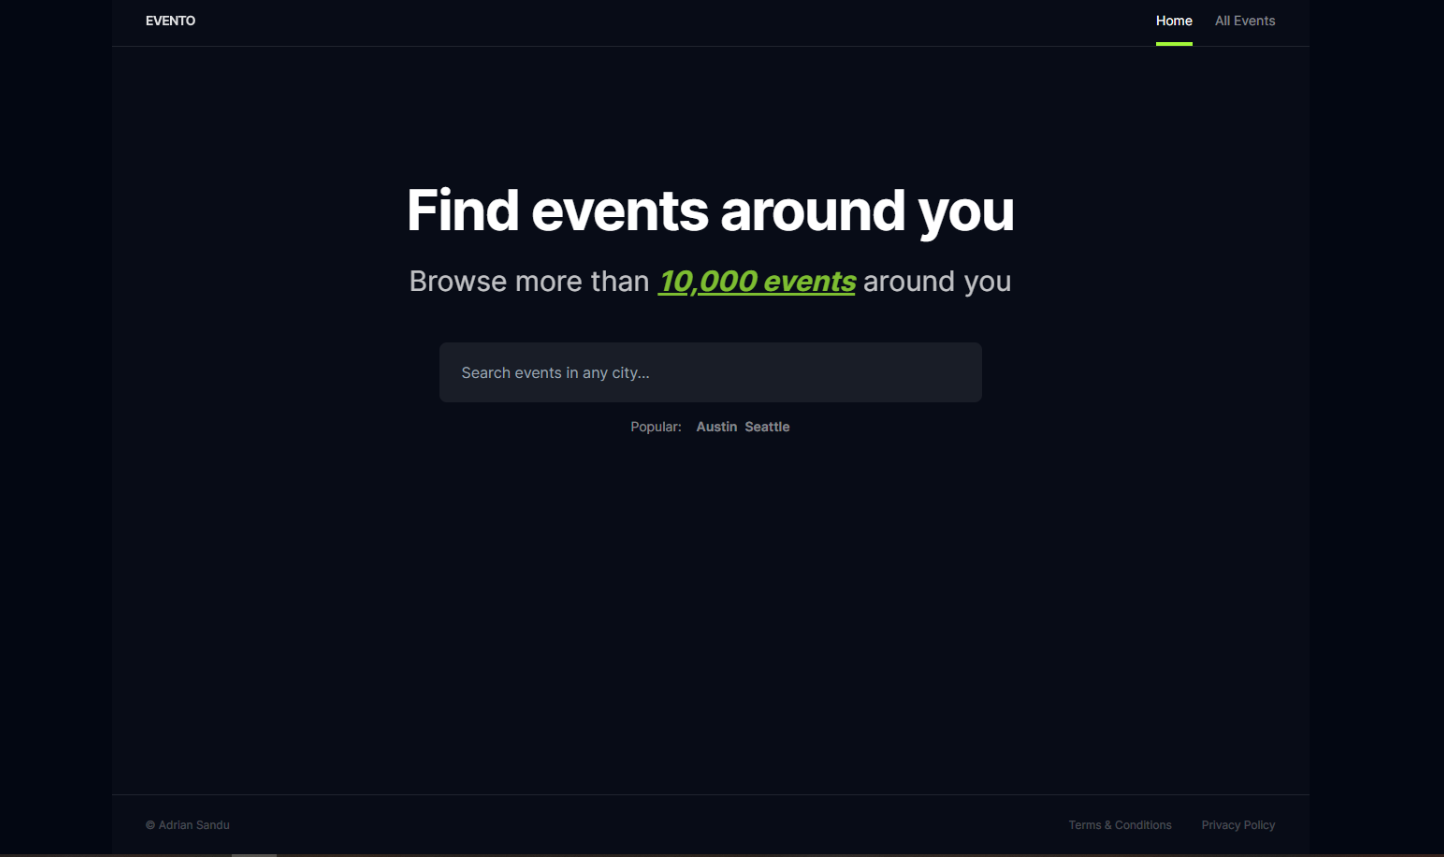 EVENTO
Home All Events
Find events around you
Browse more than 10,000 events around you
Search events in any city...
Popular: Austin Seattle
© Adrian Sandu
Terms & Conditions Privacy Policy